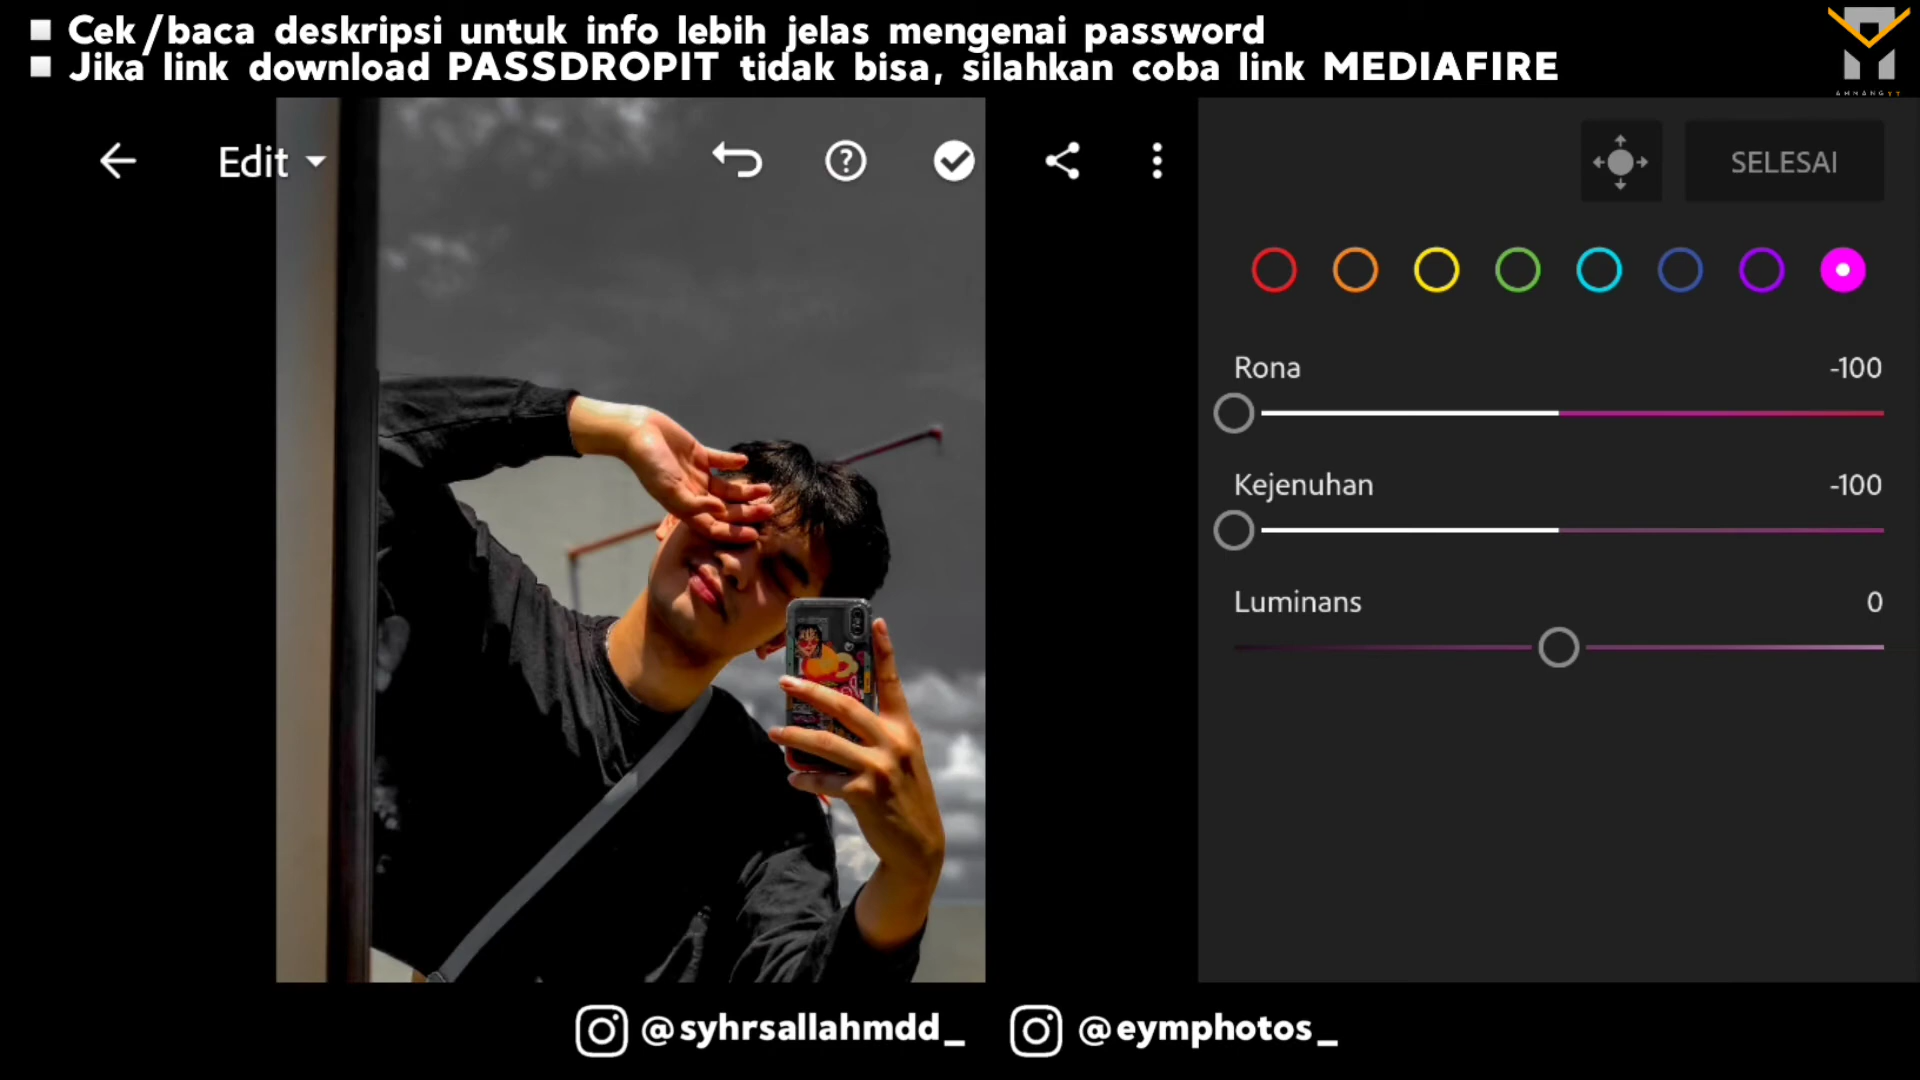 Cek/baca deskripsi untuk info lebih jelas mengenai password
Jika link download PASSDROPIT tidak bisa, silahkan coba link MEDIAFIRE
AHMANGYT
Edit
SELESAI
Rona -100
Kejenuhan -100
Luminans 0
@syhrsallahmdd_ @eymphotos_